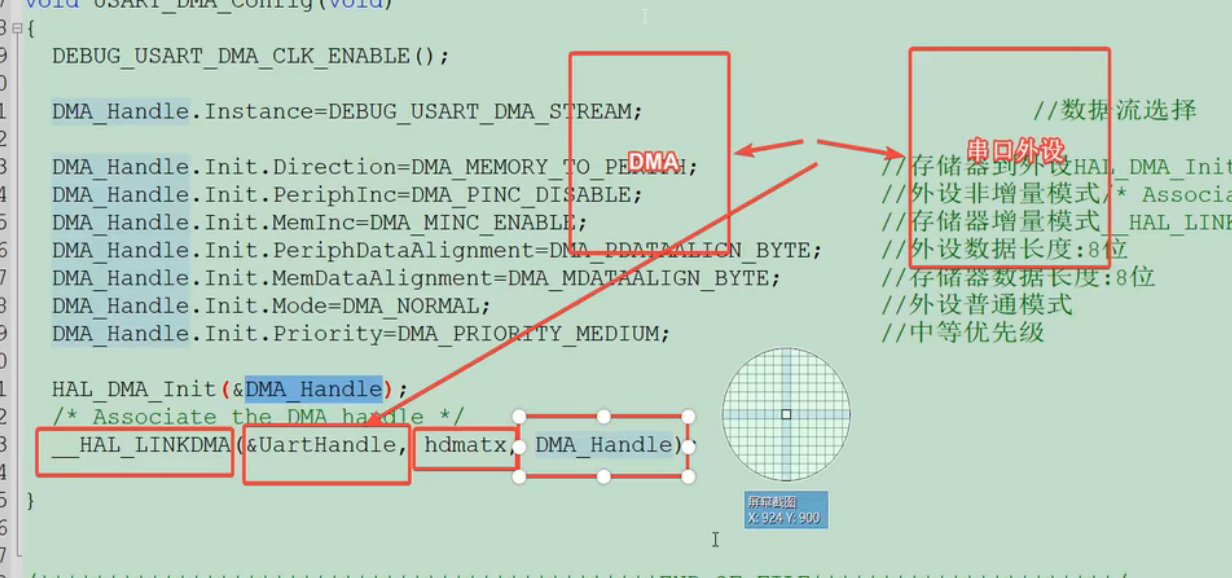 void USART_DMA_Config(void)
{
DEBUG_USART_DMA_CLK_ENABLE();
DMA_Handle.Instance=DEBUG_USART_DMA_STREAM; //数据流选择
DMA
串口外设
DMA_Handle.Init.Direction=DMA_MEMORY_TO_PERIPH; //存储器到外设HAL_DMA_Init
DMA_Handle.Init.PeriphInc=DMA_PINC_DISABLE; //外设非增量模式/* Associa
DMA_Handle.Init.MemInc=DMA_MINC_ENABLE; //存储器增量模式__HAL_LINK
DMA_Handle.Init.PeriphDataAlignment=DMA_PDATAALIGN_BYTE; //外设数据长度:8位
DMA_Handle.Init.MemDataAlignment=DMA_MDATAALIGN_BYTE; //存储器数据长度:8位
DMA_Handle.Init.Mode=DMA_NORMAL; //外设普通模式
DMA_Handle.Init.Priority=DMA_PRIORITY_MEDIUM; //中等优先级
HAL_DMA_Init(&DMA_Handle);
/* Associate the DMA handle */
__HAL_LINKDMA(&UartHandle, hdmatx, DMA_Handle);
屏幕截图
X: 924 Y: 900
}